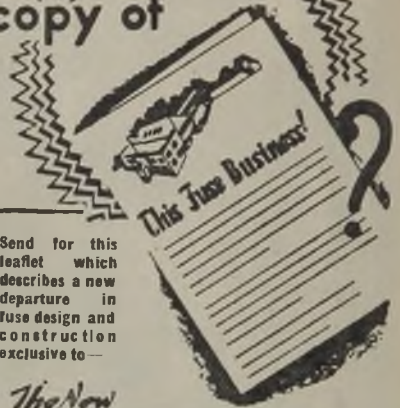 copy of
This Fuse Business!
?
Send for this
leaflet which
describes a new
departure in
fuse design and
construction
exclusive to—
The New